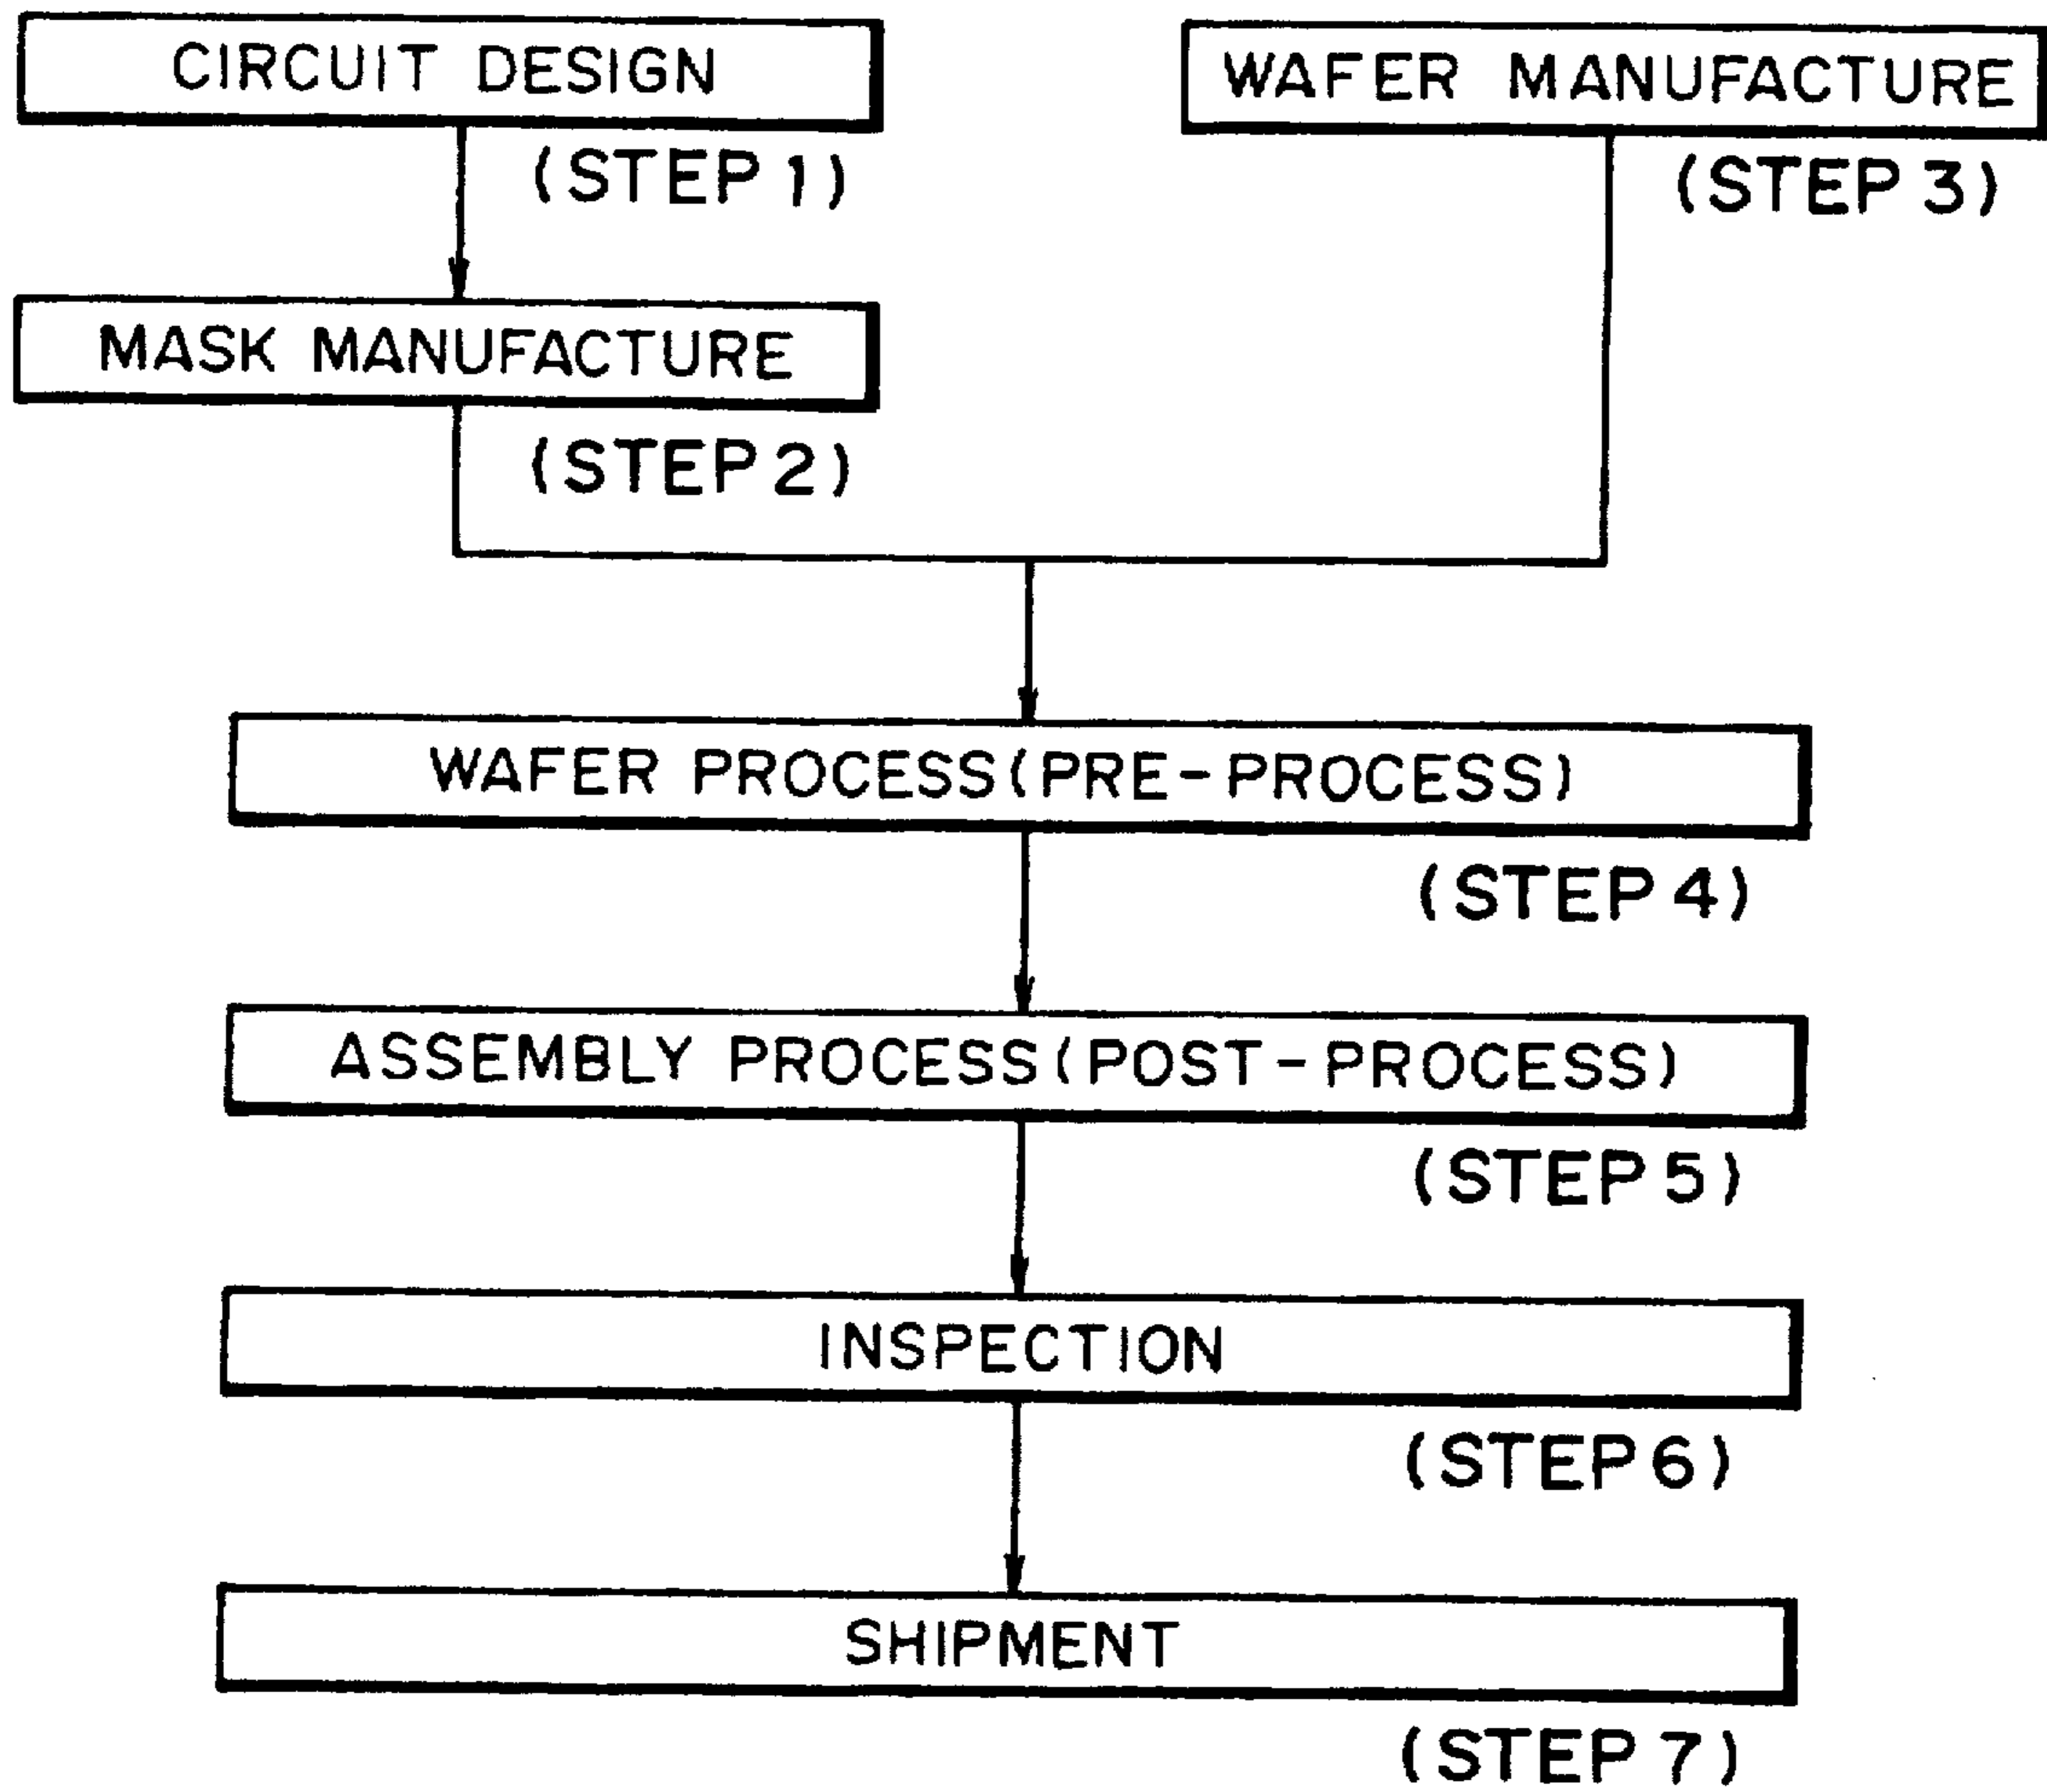 CIRCUIT DESIGN
(STEP 1)
WAFER MANUFACTURE
(STEP 3)
MASK MANUFACTURE
(STEP 2)
WAFER PROCESS (PRE-PROCESS)
(STEP 4)
ASSEMBLY PROCESS (POST-PROCESS)
(STEP 5)
INSPECTION
(STEP 6)
SHIPMENT
(STEP 7)